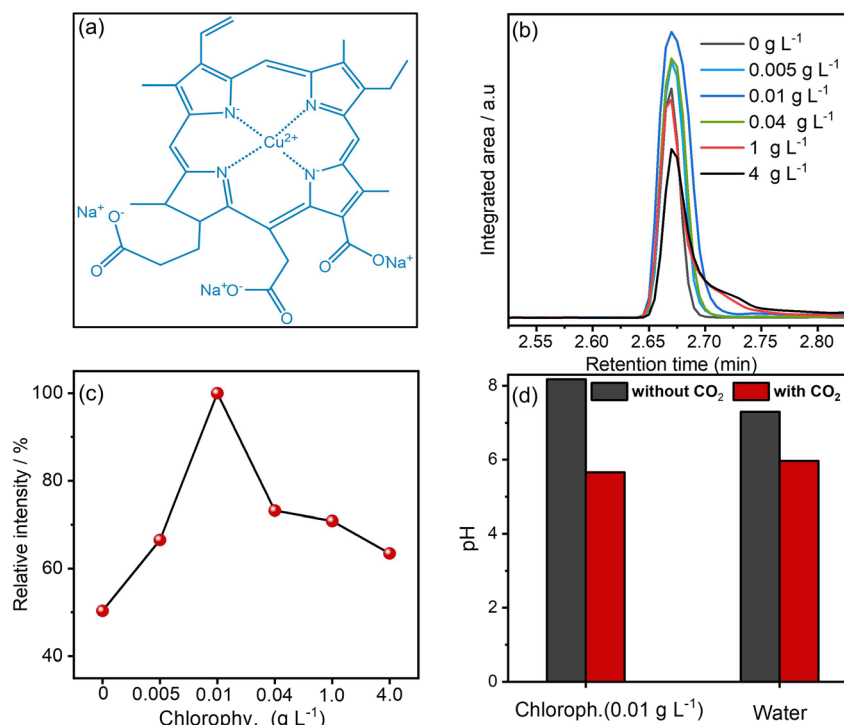 (a)
N⁻
N
Cu²⁺
N
N⁻
Na⁺
O⁻
O
Na⁺O⁻
O
O
ONa⁺
(b)
0 g L⁻¹
0.005 g L⁻¹
0.01 g L⁻¹
0.04 g L⁻¹
1 g L⁻¹
4 g L⁻¹
Integrated area / a.u
2.55 2.60 2.65 2.70 2.75 2.80
Retention time (min)
(c)
Relative intensity / %
100
80
60
40
0 0.005 0.01 0.04 1.0 4.0
Chlorophy. (g L⁻¹)
(d)
without CO₂ with CO₂
pH
8
6
4
2
0
Chloroph.(0.01 g L⁻¹) Water